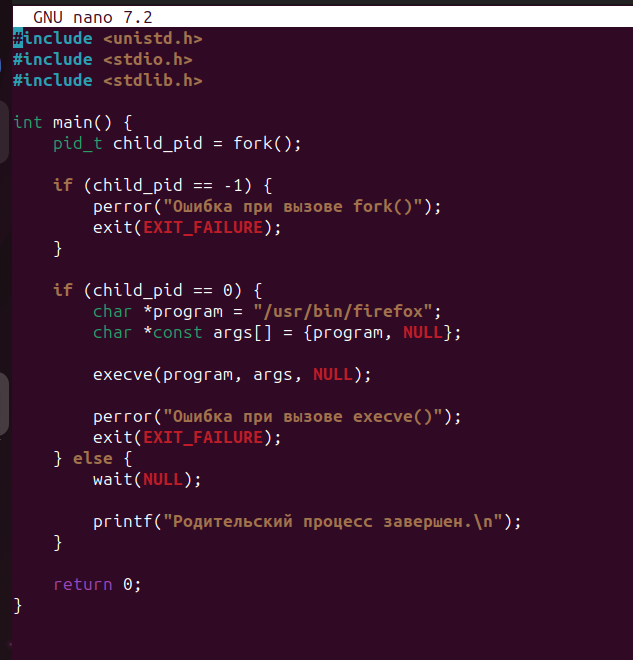 GNU nano 7.2
#include <unistd.h>
#include <stdio.h>
#include <stdlib.h>
int main() {
    pid_t child_pid = fork();
    if (child_pid == -1) {
        perror("Ошибка при вызове fork()");
        exit(EXIT_FAILURE);
    }
    if (child_pid == 0) {
        char *program = "/usr/bin/firefox";
        char *const args[] = {program, NULL};
        execve(program, args, NULL);
        perror("Ошибка при вызове execve()");
        exit(EXIT_FAILURE);
    } else {
        wait(NULL);
        printf("Родительский процесс завершен.\n");
    }
    return 0;
}